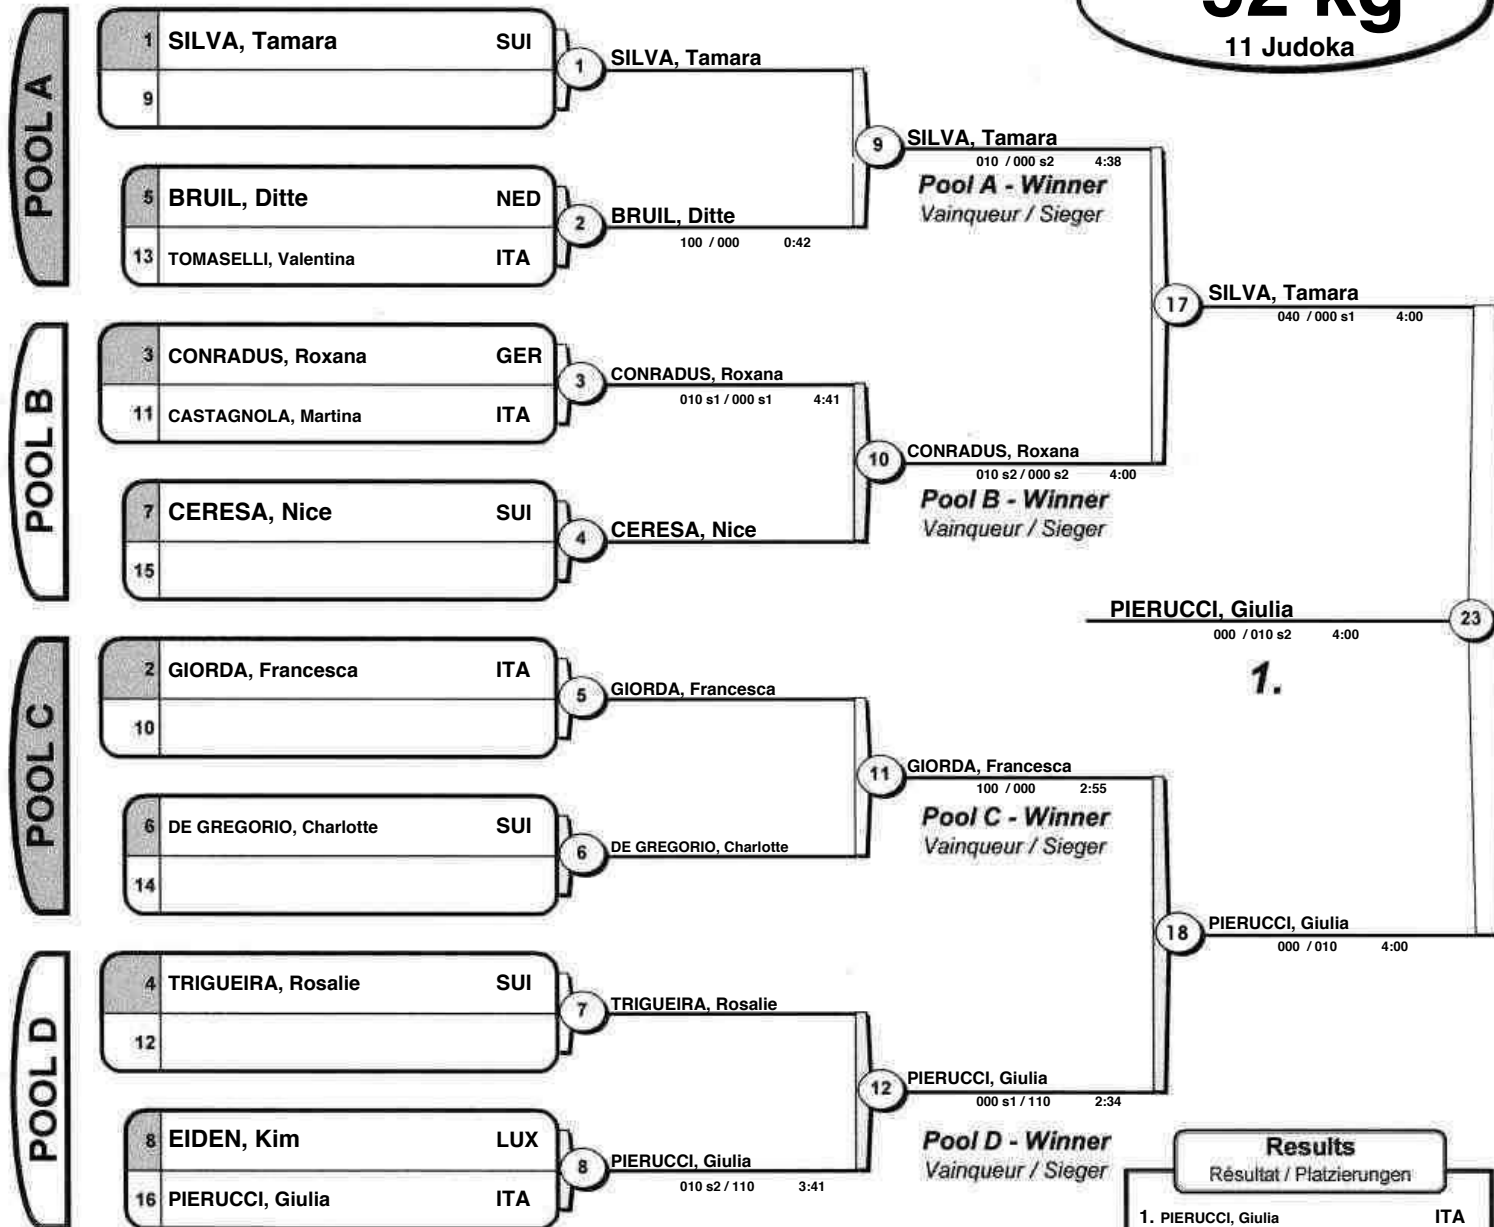 52 kg
11 Judoka
POOL A
1 SILVA, Tamara SUI
9
5 BRUIL, Ditte NED
13 TOMASELLI, Valentina ITA
1 SILVA, Tamara
2 BRUIL, Ditte
100 / 000 0:42
9 SILVA, Tamara
010 / 000 s2 4:38
Pool A - Winner
Vainqueur / Sieger
POOL B
3 CONRADUS, Roxana GER
11 CASTAGNOLA, Martina ITA
7 CERESA, Nice SUI
15
3 CONRADUS, Roxana
010 s1 / 000 s1 4:41
4 CERESA, Nice
10 CONRADUS, Roxana
010 s2 / 000 s2 4:00
Pool B - Winner
Vainqueur / Sieger
17 SILVA, Tamara
040 / 000 s1 4:00
PIERUCCI, Giulia 23
000 / 010 s2 4:00
1.
POOL C
2 GIORDA, Francesca ITA
10
6 DE GREGORIO, Charlotte SUI
14
5 GIORDA, Francesca
6 DE GREGORIO, Charlotte
11 GIORDA, Francesca
100 / 000 2:55
Pool C - Winner
Vainqueur / Sieger
POOL D
4 TRIGUEIRA, Rosalie SUI
12
8 EIDEN, Kim LUX
16 PIERUCCI, Giulia ITA
7 TRIGUEIRA, Rosalie
8 PIERUCCI, Giulia
010 s2 / 110 3:41
12 PIERUCCI, Giulia
000 s1 / 110 2:34
Pool D - Winner
Vainqueur / Sieger
18 PIERUCCI, Giulia
000 / 010 4:00
Results
Résultat / Platzierungen
1. PIERUCCI, Giulia ITA